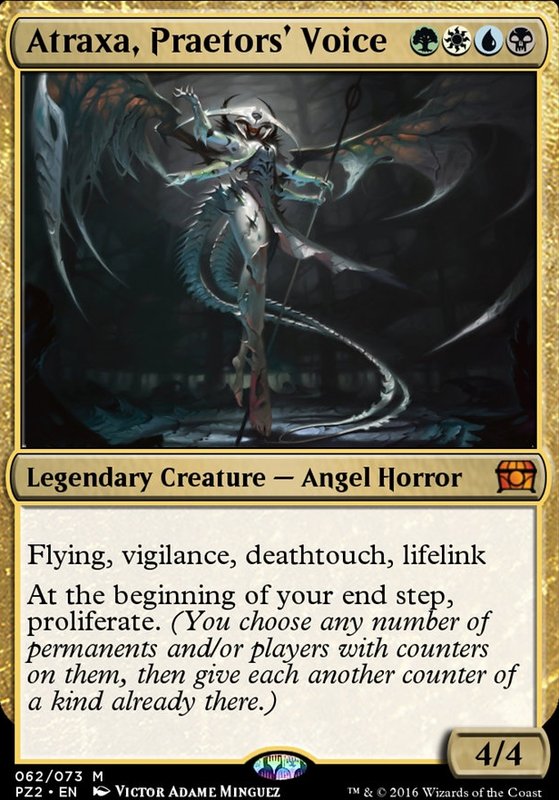 Atraxa, Praetors' Voice
Legendary Creature — Angel Horror
Flying, vigilance, deathtouch, lifelink
At the beginning of your end step,
proliferate. (You choose any number of
permanents and/or players with counters
on them, then give each another counter of
a kind already there.)
4/4
062/073 M
PZ2 • EN Victor Adame Minguez
™ & © 2016 Wizards of the Coast